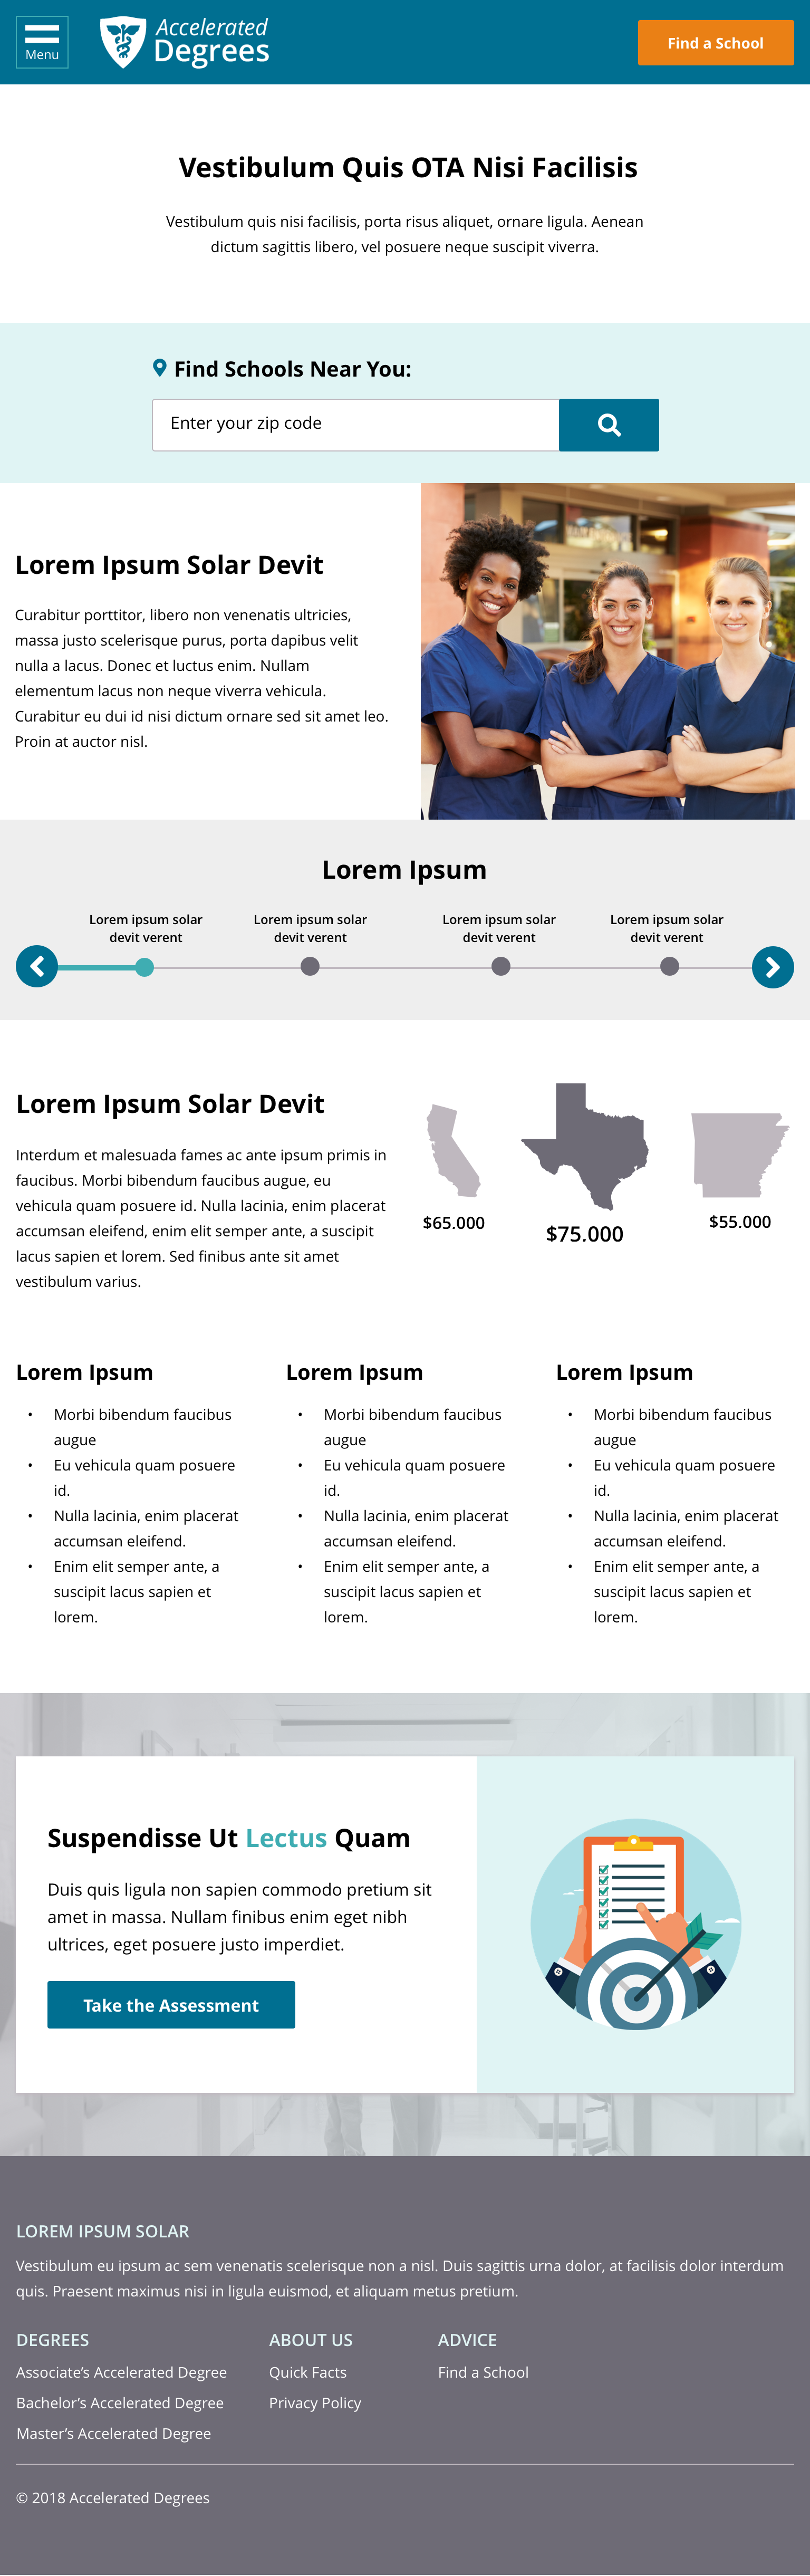 Menu
Accelerated
Degrees
Find a School
Vestibulum Quis OTA Nisi Facilisis
Vestibulum quis nisi facilisis, porta risus aliquet, ornare ligula. Aenean
dictum sagittis libero, vel posuere neque suscipit viverra.
Find Schools Near You:
Enter your zip code
Lorem Ipsum Solar Devit
Curabitur porttitor, libero non venenatis ultricies,
massa justo scelerisque purus, porta dapibus velit
nulla a lacus. Donec et luctus enim. Nullam
elementum lacus non neque viverra vehicula.
Curabitur eu dui id nisi dictum ornare sed sit amet leo.
Proin at auctor nisl.
Lorem Ipsum
Lorem ipsum solar
devit verent
Lorem ipsum solar
devit verent
Lorem ipsum solar
devit verent
Lorem ipsum solar
devit verent
Lorem Ipsum Solar Devit
Interdum et malesuada fames ac ante ipsum primis in
faucibus. Morbi bibendum faucibus augue, eu
vehicula quam posuere id. Nulla lacinia, enim placerat
accumsan eleifend, enim elit semper ante, a suscipit
lacus sapien et lorem. Sed finibus ante sit amet
vestibulum varius.
$65.000
$75.000
$55.000
Lorem Ipsum
• Morbi bibendum faucibus
augue
• Eu vehicula quam posuere
id.
• Nulla lacinia, enim placerat
accumsan eleifend.
• Enim elit semper ante, a
suscipit lacus sapien et
lorem.
Lorem Ipsum
• Morbi bibendum faucibus
augue
• Eu vehicula quam posuere
id.
• Nulla lacinia, enim placerat
accumsan eleifend.
• Enim elit semper ante, a
suscipit lacus sapien et
lorem.
Lorem Ipsum
• Morbi bibendum faucibus
augue
• Eu vehicula quam posuere
id.
• Nulla lacinia, enim placerat
accumsan eleifend.
• Enim elit semper ante, a
suscipit lacus sapien et
lorem.
Suspendisse Ut Lectus Quam
Duis quis ligula non sapien commodo pretium sit
amet in massa. Nullam finibus enim eget nibh
ultrices, eget posuere justo imperdiet.
Take the Assessment
LOREM IPSUM SOLAR
Vestibulum eu ipsum ac sem venenatis scelerisque non a nisl. Duis sagittis urna dolor, at facilisis dolor interdum
quis. Praesent maximus nisi in ligula euismod, et aliquam metus pretium.
DEGREES
Associate's Accelerated Degree
Bachelor's Accelerated Degree
Master's Accelerated Degree
ABOUT US
Quick Facts
Privacy Policy
ADVICE
Find a School
© 2018 Accelerated Degrees